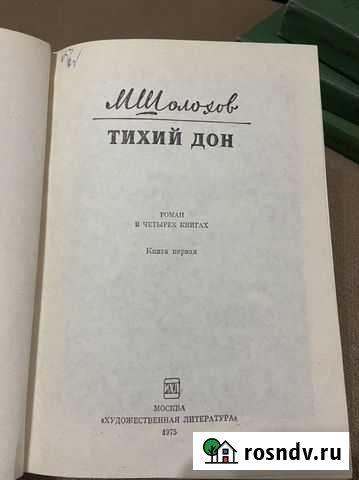 М Шолохов
ТИХИЙ ДОН
РОМАН
В ЧЕТЫРЕХ КНИГАХ
Книга первая
МОСКВА
«ХУДОЖЕСТВЕННАЯ ЛИТЕРАТУРА»
1975
rosndv.ru